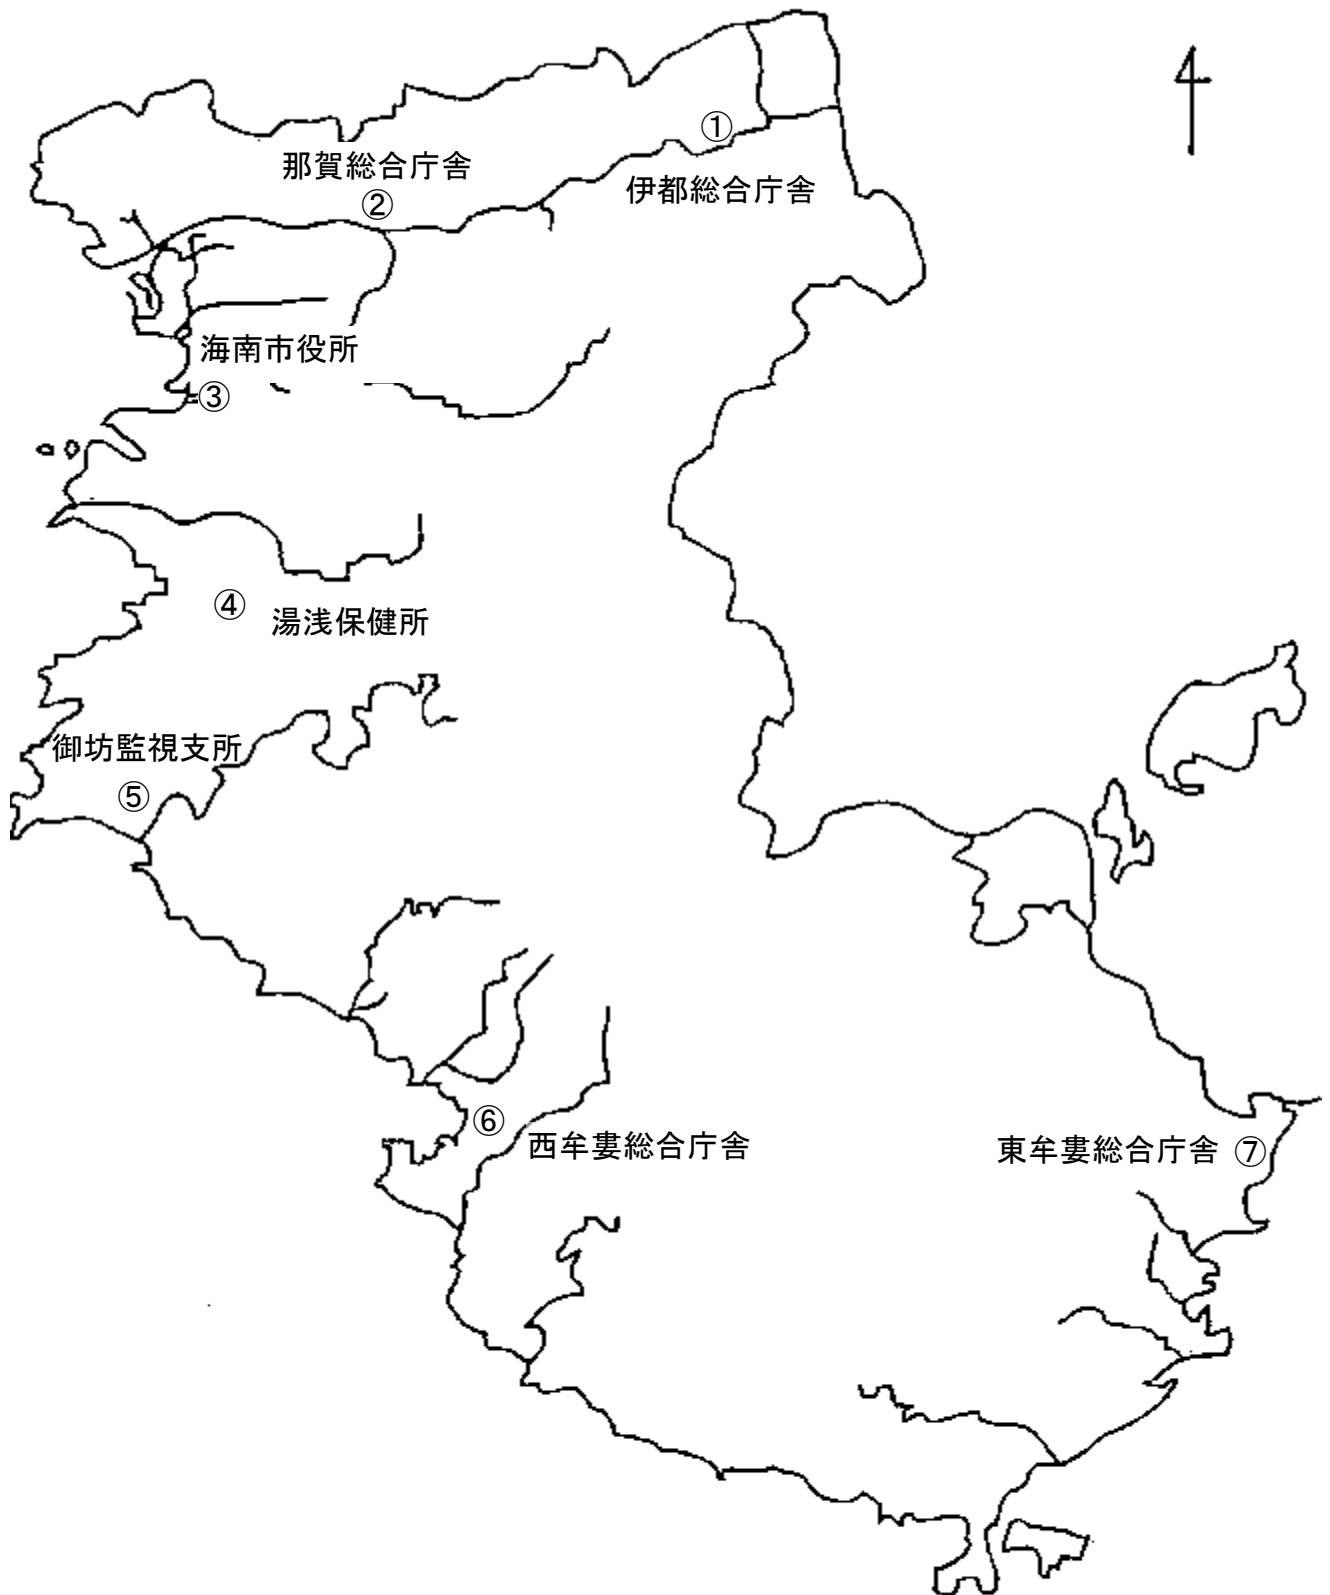 ①
那賀総合庁舎
伊都総合庁舎
②
海南市役所
③
④
湯浅保健所
御坊監視支所
⑤
⑥
西牟婁総合庁舎
東牟婁総合庁舎 ⑦